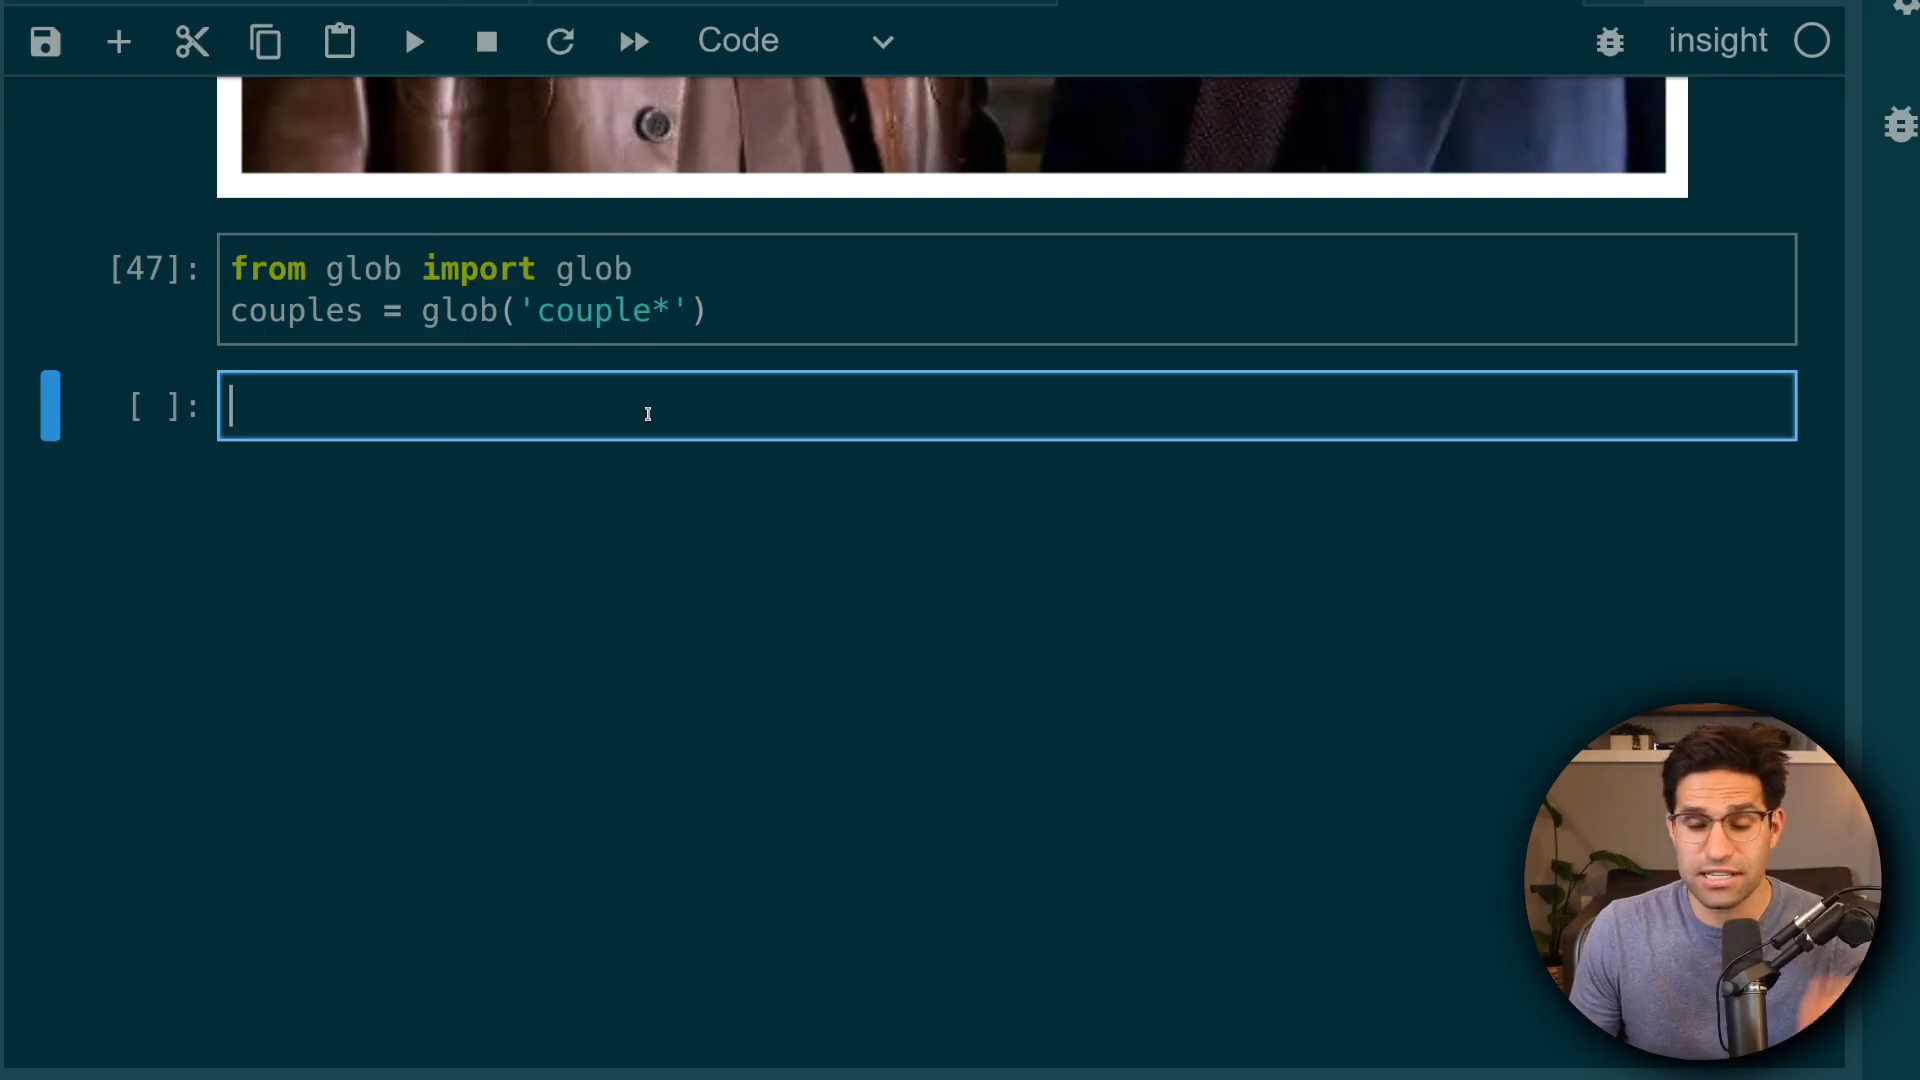 Code
insight
[47]:
from glob import glob
couples = glob('couple*')
[ ]: